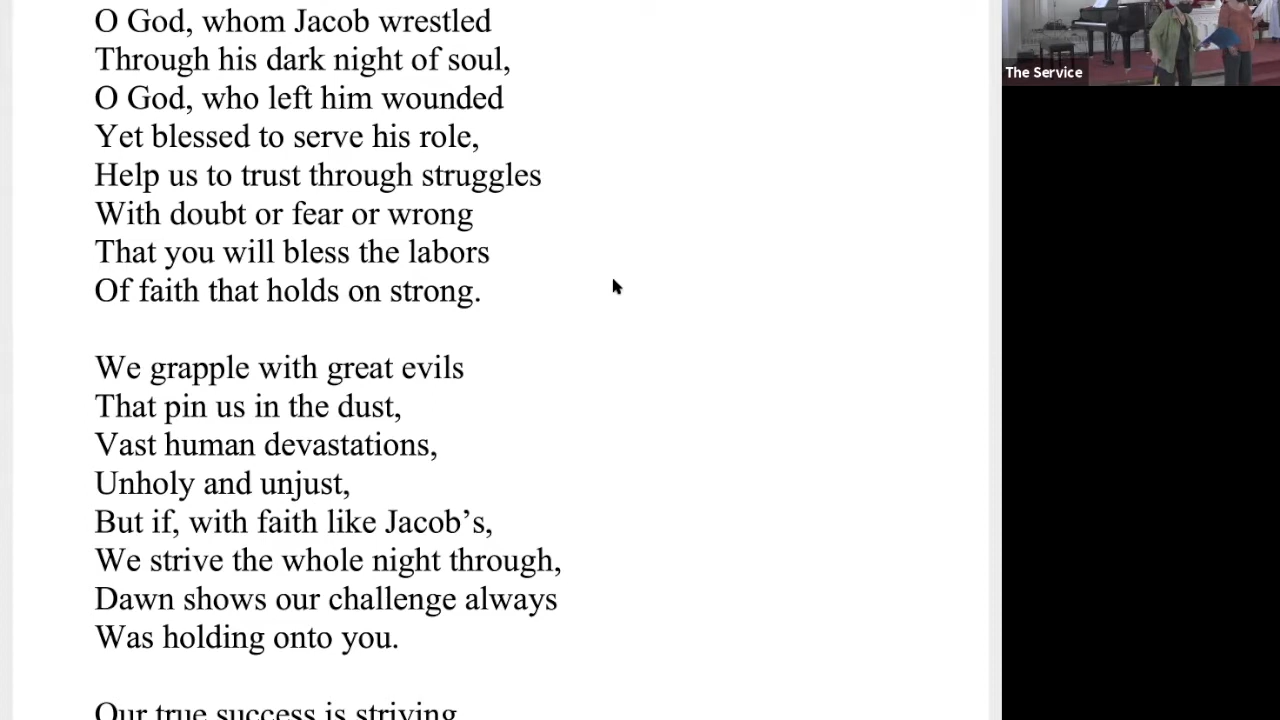 O God, whom Jacob wrestled
Through his dark night of soul,
O God, who left him wounded
Yet blessed to serve his role,
Help us to trust through struggles
With doubt or fear or wrong
That you will bless the labors
Of faith that holds on strong.
We grapple with great evils
That pin us in the dust,
Vast human devastations,
Unholy and unjust,
But if, with faith like Jacob’s,
We strive the whole night through,
Dawn shows our challenge always
Was holding onto you.
Our true success is striving
The Service